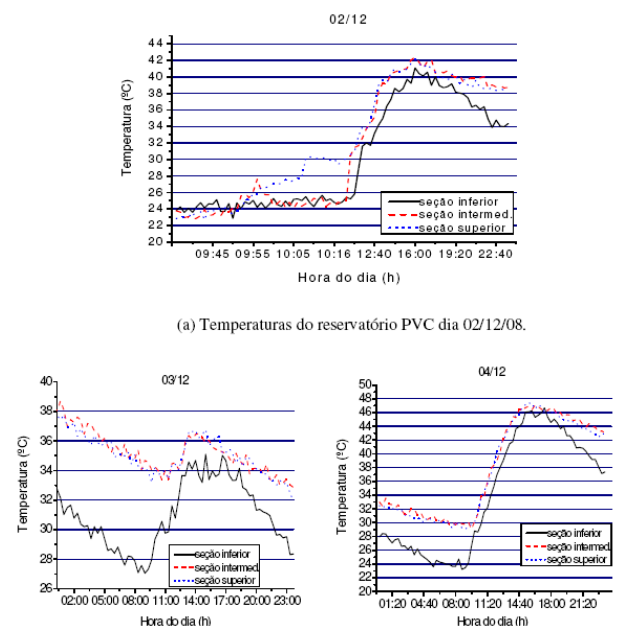 02/12
Temperatura (ºC)
44
42
40
38
36
34
32
30
28
26
24
22
20
seção inferior
seção intermed.
seção superior
09:45 09:55 10:05 10:16 12:40 16:00 19:20 22:40
Hora do dia (h)
(a) Temperaturas do reservatório PVC dia 02/12/08.
03/12
Temperatura (ºC)
40
38
36
34
32
30
28
26
seção inferior
seção intermed.
seção superior
02:00 05:00 08:00 11:00 14:00 17:00 20:00 23:00
Hora do dia (h)
04/12
Temperatura (ºC)
50
48
46
44
42
40
38
36
34
32
30
28
26
24
22
20
seção inferior
seção intermed.
seção superior
01:20 04:40 08:00 11:20 14:40 18:00 21:20
Hora do dia (h)